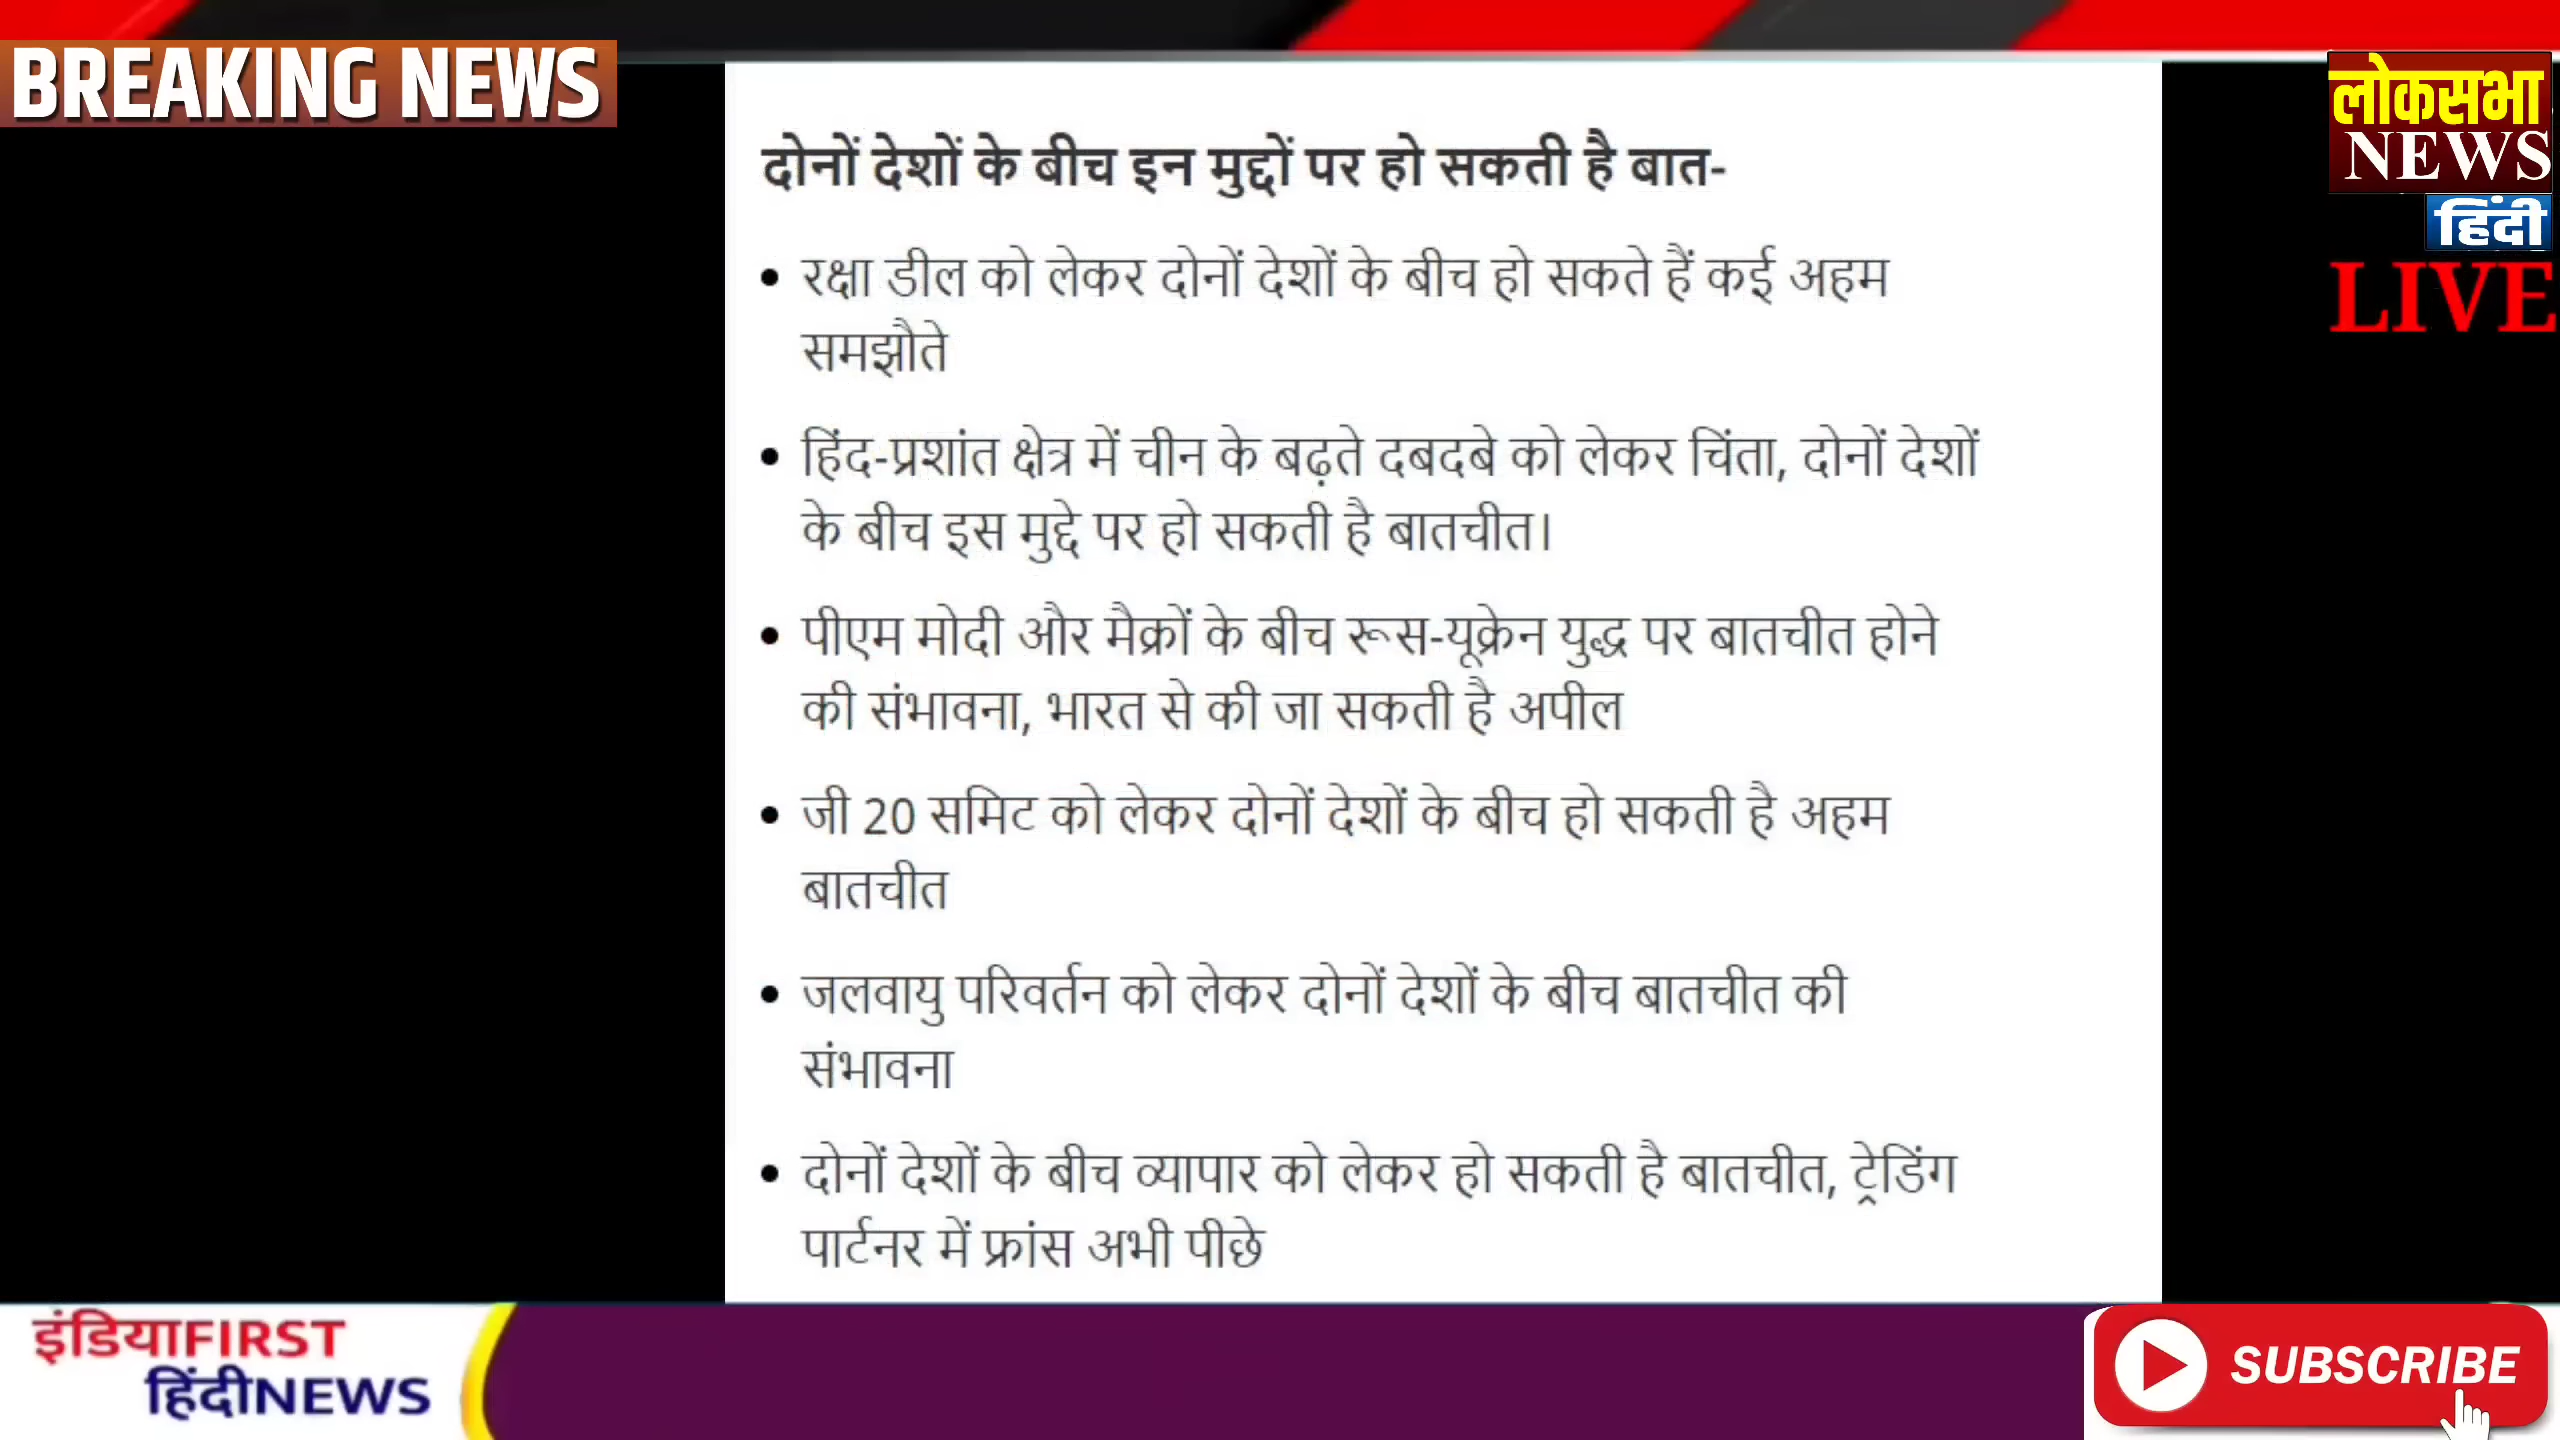 BREAKING NEWS
लोकसभा
NEWS
हिंदी
LIVE
दोनों देशों के बीच इन मुद्दों पर हो सकती है बात-
• रक्षा डील को लेकर दोनों देशों के बीच हो सकते हैं कई अहम
समझौते
• हिंद-प्रशांत क्षेत्र में चीन के बढ़ते दबदबे को लेकर चिंता, दोनों देशों
के बीच इस मुद्दे पर हो सकती है बातचीत।
• पीएम मोदी और मैक्रों के बीच रूस-यूक्रेन युद्ध पर बातचीत होने
की संभावना, भारत से की जा सकती है अपील
• जी 20 समिट को लेकर दोनों देशों के बीच हो सकती है अहम
बातचीत
• जलवायु परिवर्तन को लेकर दोनों देशों के बीच बातचीत की
संभावना
• दोनों देशों के बीच व्यापार को लेकर हो सकती है बातचीत, ट्रेडिंग
पार्टनर में फ्रांस अभी पीछे
इंडियाFIRST
हिंदीNEWS
SUBSCRIBE